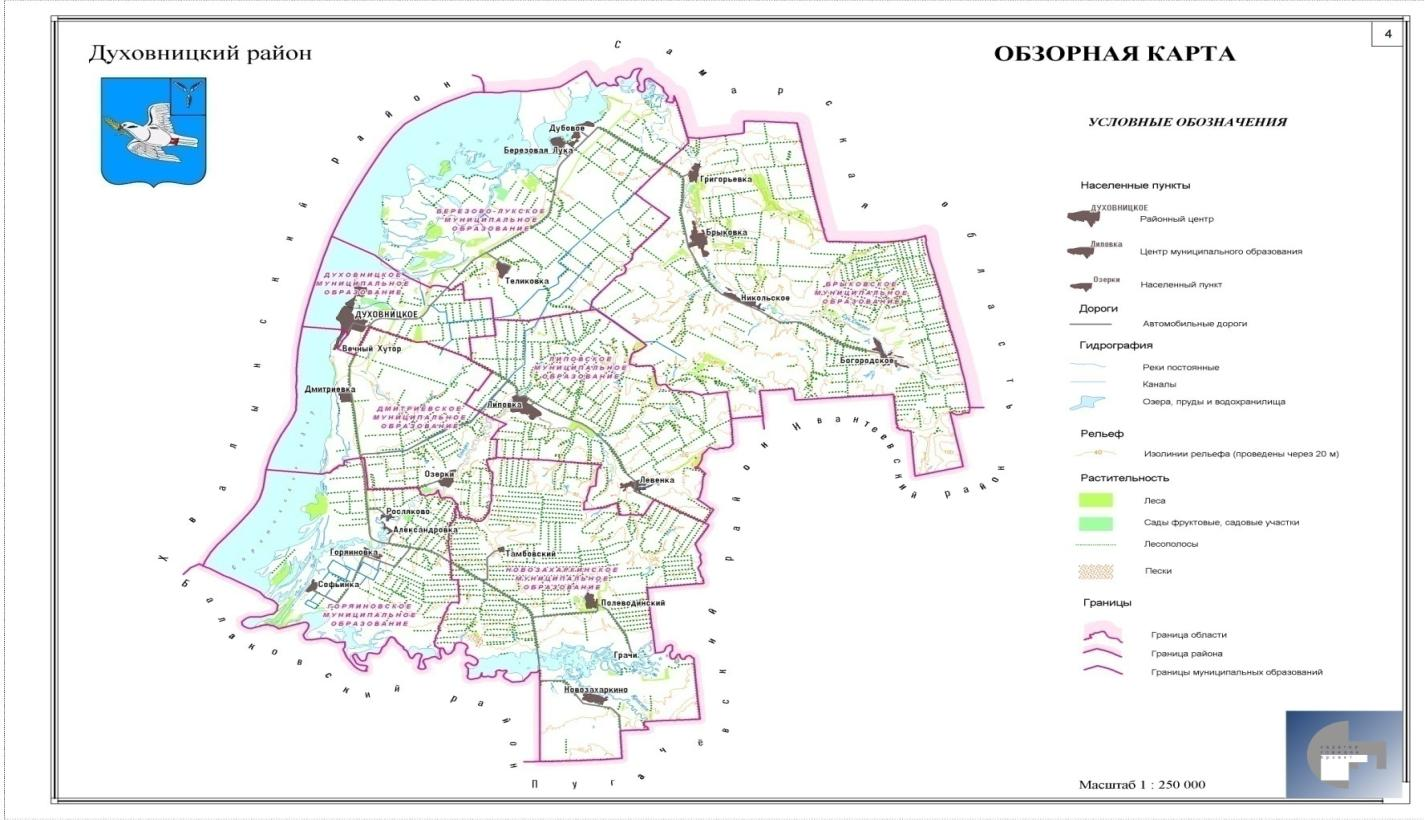 4
Духовницкий район
ОБЗОРНАЯ КАРТА
Самарская область
Хвалынский район
Дубовое
Березовая Лука
Григорьевка
БЕРЕЗОВО-ЛУКСКОЕ
МУНИЦИПАЛЬНОЕ
ОБРАЗОВАНИЕ
Брыковка
Теликовка
ДУХОВНИЦКОЕ
МУНИЦИПАЛЬНОЕ
ОБРАЗОВАНИЕ
БРЫКОВСКОЕ
МУНИЦИПАЛЬНОЕ
ОБРАЗОВАНИЕ
Никольское
ДУХОВНИЦКОЕ
Вечный Хутор
Богородское
ЛИПОВСКОЕ
МУНИЦИПАЛЬНОЕ
ОБРАЗОВАНИЕ
Дмитриевка
Липовка
ДМИТРИЕВСКОЕ
МУНИЦИПАЛЬНОЕ
ОБРАЗОВАНИЕ
Ивантеевский район
Озерки
Левенка
Росляково
Александровка
Горяиновка
Тамбовский
НОВОЗАХАРКИНСКОЕ
МУНИЦИПАЛЬНОЕ
ОБРАЗОВАНИЕ
Софьинка
Полеводинский
ГОРЯИНОВСКОЕ
МУНИЦИПАЛЬНОЕ
ОБРАЗОВАНИЕ
Грачи
Новозахаркино
Балаковский район
Пугачёвский район
УСЛОВНЫЕ ОБОЗНАЧЕНИЯ
Населенные пункты
ДУХОВНИЦКОЕ
Районный центр
Липовка
Центр муниципального образования
Озерки
Населенный пункт
Дороги
Автомобильные дороги
Гидрография
Реки постоянные
Каналы
Озера, пруды и водохранилища
Рельеф
40
Изолинии рельефа (проведены через 20 м)
Растительность
Леса
Сады фруктовые, садовые участки
Лесополосы
Пески
Границы
Граница области
Граница района
Границы муниципальных образований
Масштаб 1 : 250 000